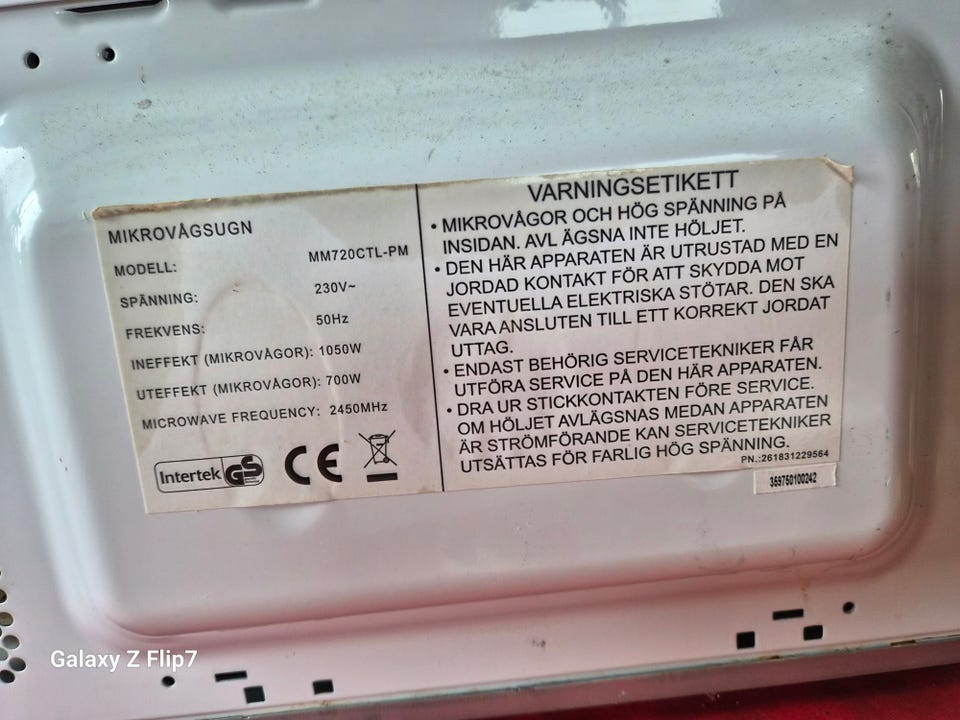 MIKROVÅGSUGN
MODELL: MM720CTL-PM
SPÄNNING: 230V~
FREKVENS: 50Hz
INEFFEKT (MIKROVÅGOR): 1050W
UTEFFEKT (MIKROVÅGOR): 700W
MICROWAVE FREQUENCY: 2450MHz
Intertek GS CE
VARNINGSETIKETT
• MIKROVÅGOR OCH HÖG SPÄNNING PÅ
INSIDAN. AVL ÄGSNA INTE HÖLJET.
• DEN HÄR APPARATEN ÄR UTRUSTAD MED EN
JORDAD KONTAKT FÖR ATT SKYDDA MOT
EVENTUELLA ELEKTRISKA STÖTAR. DEN SKA
VARA ANSLUTEN TILL ETT KORREKT JORDAT
UTTAG.
• ENDAST BEHÖRIG SERVICETEKNIKER FÅR
UTFÖRA SERVICE PÅ DEN HÄR APPARATEN.
• DRA UR STICKKONTAKTEN FÖRE SERVICE.
OM HÖLJET AVLÄGSNAS MEDAN APPARATEN
ÄR STRÖMFÖRANDE KAN SERVICETEKNIKER
UTSÄTTAS FÖR FARLIG HÖG SPÄNNING.
PN.:261831229564
359750100242
Galaxy Z Flip7